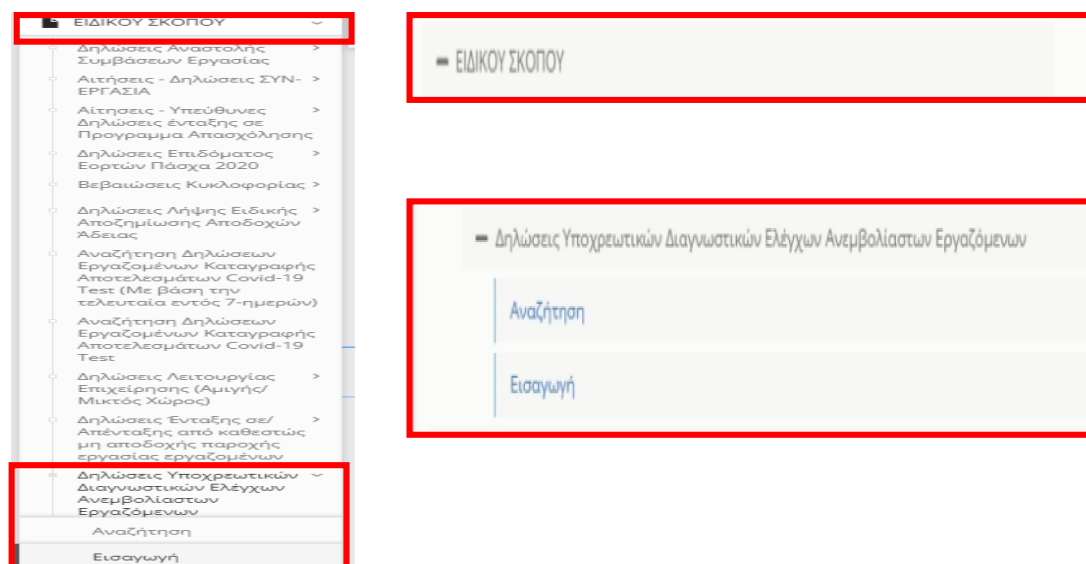 ΕΙΔΙΚΟΥ ΣΚΟΠΟΥ
Δηλώσεις Αναστολής
Συμβάσεων Εργασίας
Αιτήσεις - Δηλώσεις ΣΥΝ-
ΕΡΓΑΣΙΑ
Αίτησεις - Υπεύθυνες
Δηλώσεις ένταξης σε
Προγραμμα Απασχόλησης
Δηλώσεις Επιδόματος
Εορτών Πάσχα 2020
Βεβαιώσεις Κυκλοφορίας
Δηλώσεις Λήψης Ειδικής
Αποζημίωσης Αποδοχών
Άδειας
Αναζήτηση Δηλώσεων
Εργαζομένων Καταγραφής
Αποτελεσμάτων Covid-19
Test (Με βάση την
τελευταία εντός 7-ημερών)
Αναζήτηση Δηλώσεων
Εργαζομένων Καταγραφής
Αποτελεσμάτων Covid-19
Test
Δηλώσεις Λειτουργίας
Επιχείρησης (Αμιγής/
Μικτός Χώρος)
Δηλώσεις Ένταξης σε/
Απένταξης από καθεστώς
μη αποδοχής παροχής
εργασίας εργαζομένων
Δηλώσεις Υποχρεωτικών
Διαγνωστικών Ελέγχων
Ανεμβολίαστων
Εργαζόμενων
Αναζήτηση
Εισαγωγή
ΕΙΔΙΚΟΥ ΣΚΟΠΟΥ
Δηλώσεις Υποχρεωτικών Διαγνωστικών Ελέγχων Ανεμβολίαστων Εργαζόμενων
Αναζήτηση
Εισαγωγή